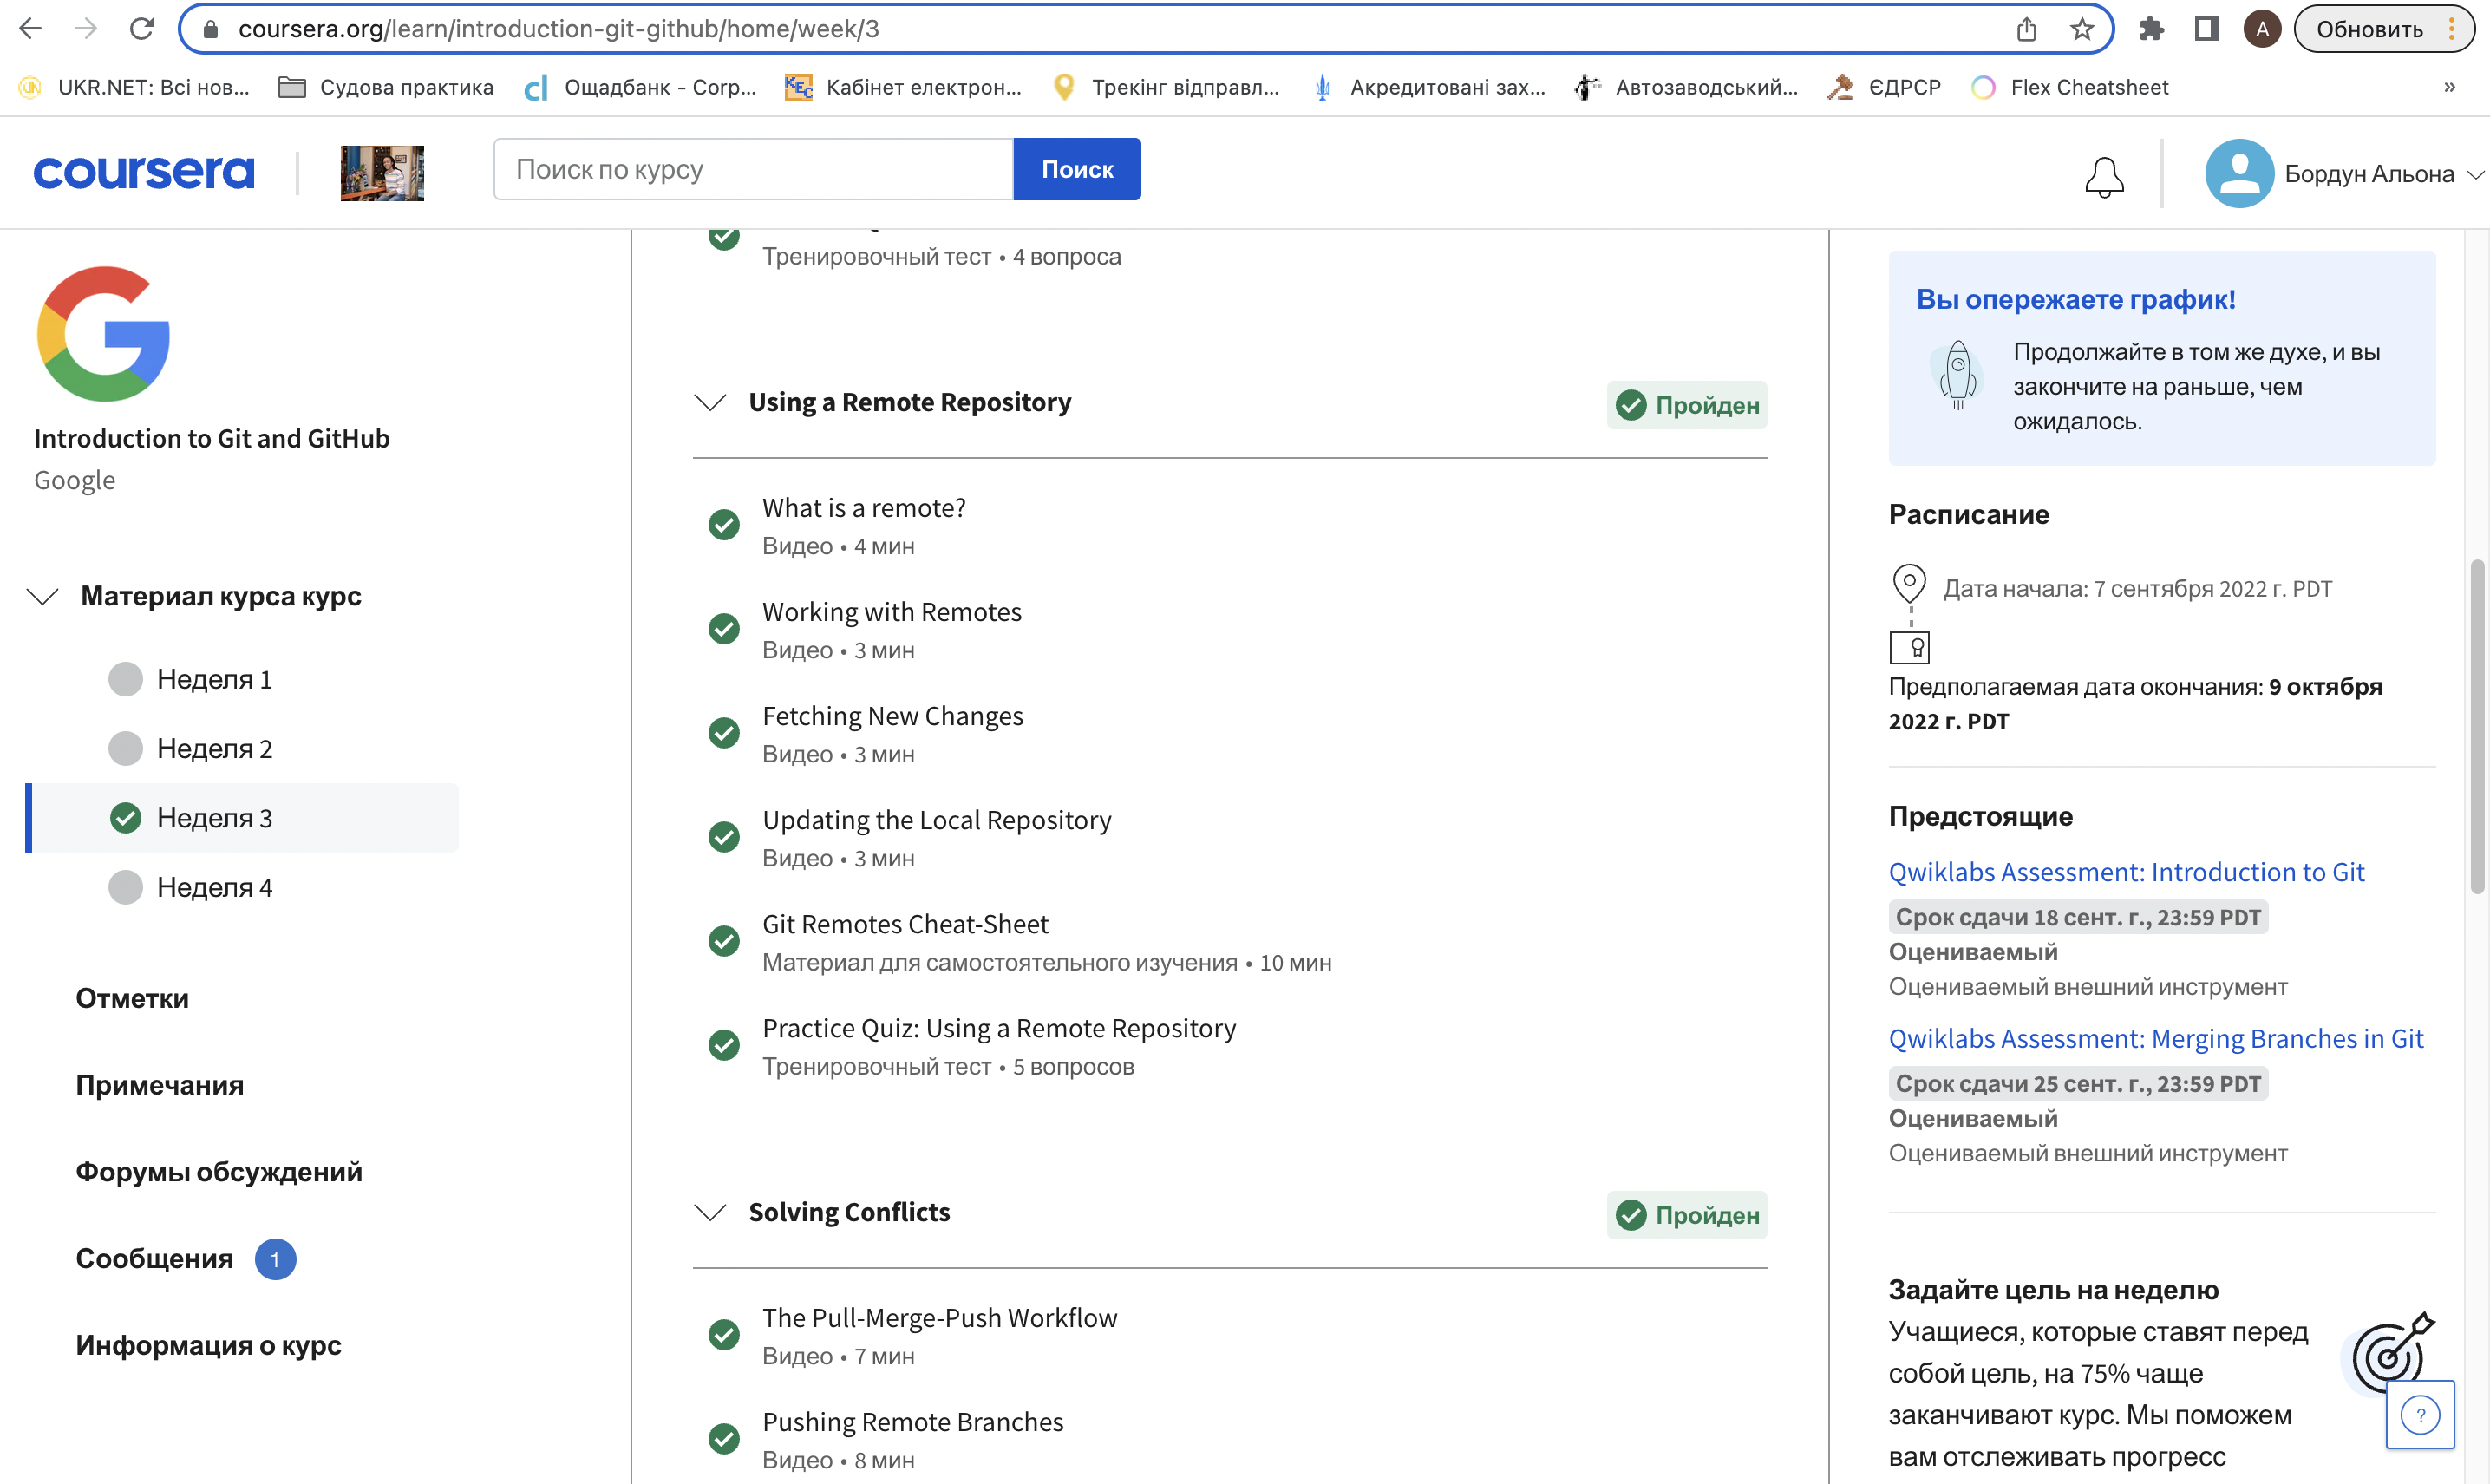 coursera.org/learn/introduction-git-github/home/week/3
A
Обновить
UKR.NET: Всі нов...
Судова практика
Ощадбанк - Corp...
Кабінет електрон...
Трекінг відправл...
Акредитовані зах...
Автозаводський...
ЄДРСР
Flex Cheatsheet
»
coursera
Поиск по курсу
Поиск
Бордун Альона
Introduction to Git and GitHub
Google
Материал курса курс
Неделя 1
Неделя 2
Неделя 3
Неделя 4
Отметки
Примечания
Форумы обсуждений
Сообщения 1
Информация о курс
Тренировочный тест • 4 вопроса
Using a Remote Repository
Пройден
What is a remote?
Видео • 4 мин
Working with Remotes
Видео • 3 мин
Fetching New Changes
Видео • 3 мин
Updating the Local Repository
Видео • 3 мин
Git Remotes Cheat-Sheet
Материал для самостоятельного изучения • 10 мин
Practice Quiz: Using a Remote Repository
Тренировочный тест • 5 вопросов
Solving Conflicts
Пройден
The Pull-Merge-Push Workflow
Видео • 7 мин
Pushing Remote Branches
Видео • 8 мин
Вы опережаете график!
Продолжайте в том же духе, и вы
закончите на раньше, чем
ожидалось.
Расписание
Дата начала: 7 сентября 2022 г. PDT
Предполагаемая дата окончания: 9 октября
2022 г. PDT
Предстоящие
Qwiklabs Assessment: Introduction to Git
Срок сдачи 18 сент. г., 23:59 PDT
Оцениваемый
Оцениваемый внешний инструмент
Qwiklabs Assessment: Merging Branches in Git
Срок сдачи 25 сент. г., 23:59 PDT
Оцениваемый
Оцениваемый внешний инструмент
Задайте цель на неделю
Учащиеся, которые ставят перед
собой цель, на 75% чаще
заканчивают курс. Мы поможем
вам отслеживать прогресс
?